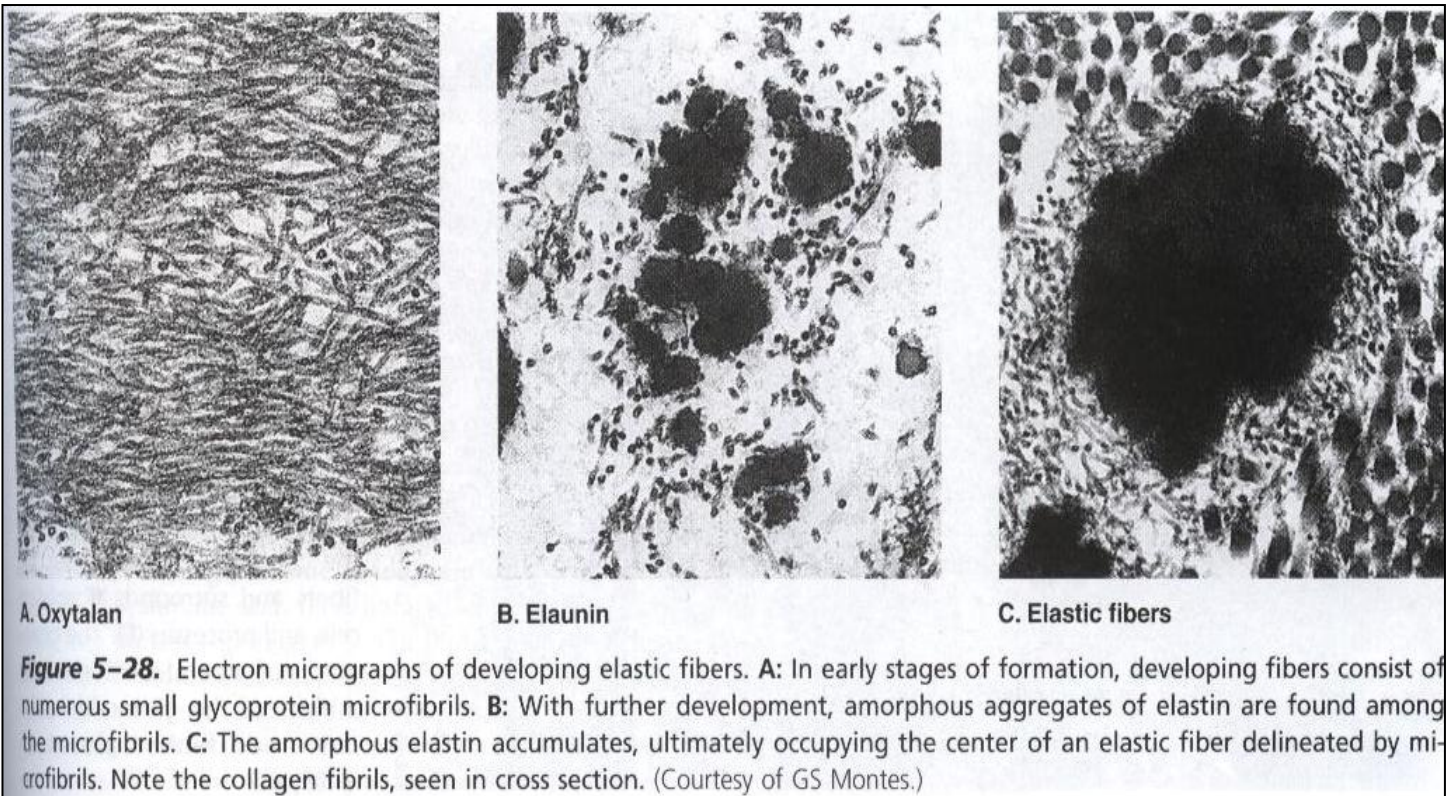 A. Oxytalan
B. Elaunin
C. Elastic fibers
Figure 5–28. Electron micrographs of developing elastic fibers. A: In early stages of formation, developing fibers consist of
numerous small glycoprotein microfibrils. B: With further development, amorphous aggregates of elastin are found among
the microfibrils. C: The amorphous elastin accumulates, ultimately occupying the center of an elastic fiber delineated by mi-
crofibrils. Note the collagen fibrils, seen in cross section. (Courtesy of GS Montes.)